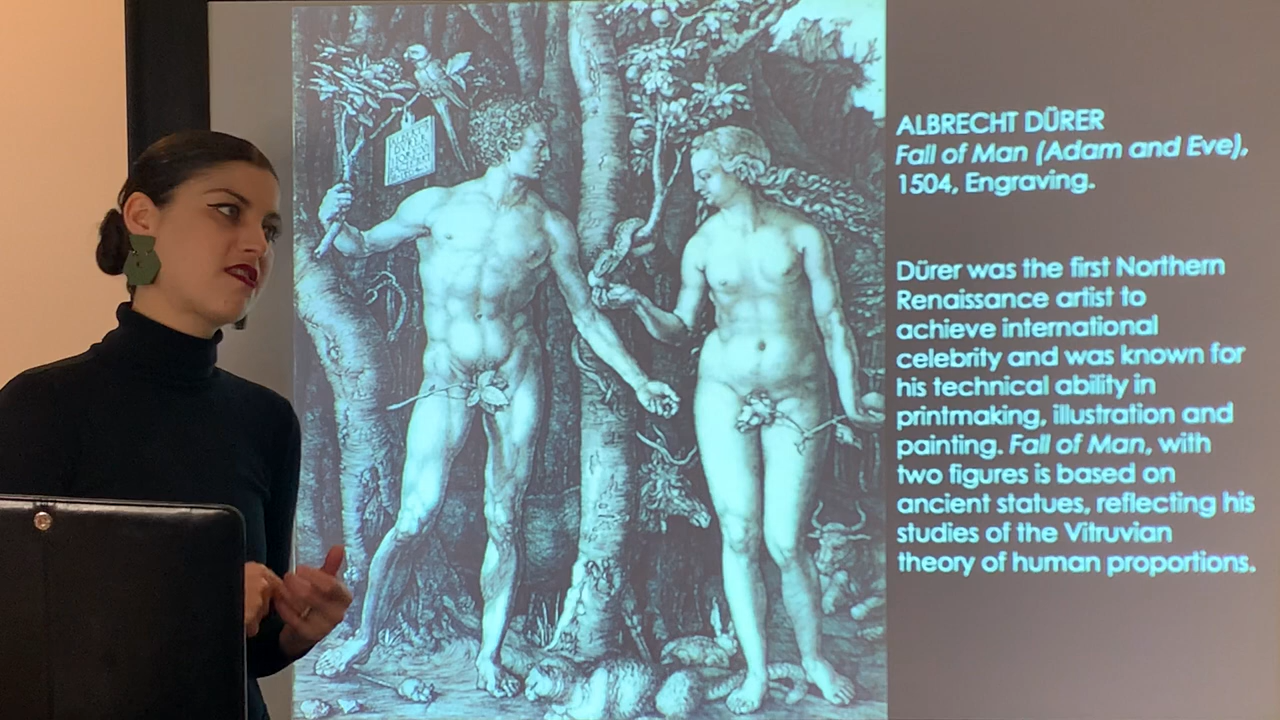 ALBRECHT DÜRER
Fall of Man (Adam and Eve),
1504, Engraving.
Dürer was the first Northern
Renaissance artist to
achieve international
celebrity and was known for
his technical ability in
printmaking, illustration and
painting. Fall of Man, with
two figures is based on
ancient statues, reflecting his
studies of the Vitruvian
theory of human proportions.